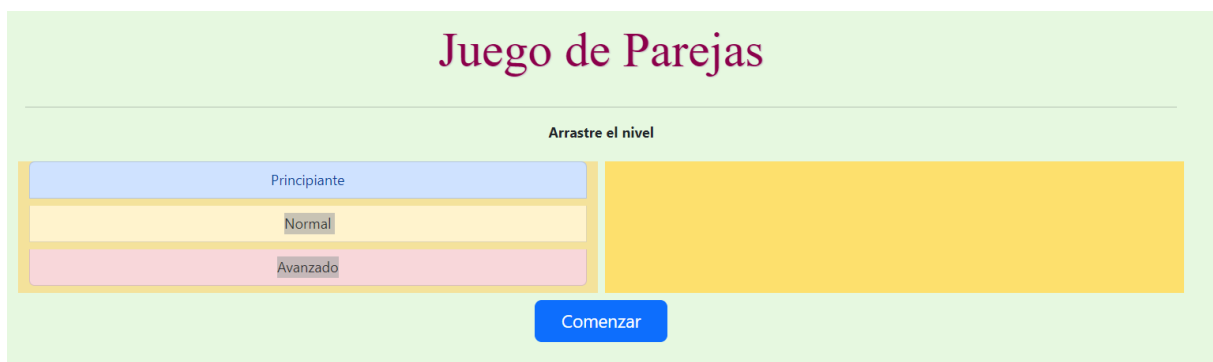 Juego de Parejas
Arrastre el nivel
Principiante
Normal
Avanzado
Comenzar